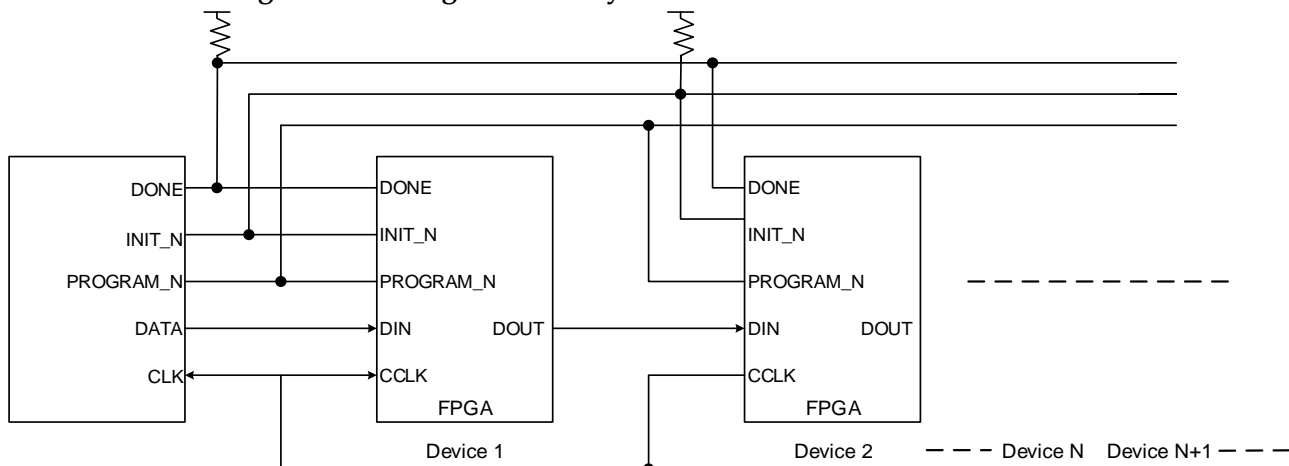 DONE
INIT_N
PROGRAM_N
DATA
CLK
DONE
INIT_N
PROGRAM_N
DIN
DOUT
CCLK
FPGA
Device 1
DONE
INIT_N
PROGRAM_N
DIN
DOUT
CCLK
FPGA
Device 2
Device N
Device N+1